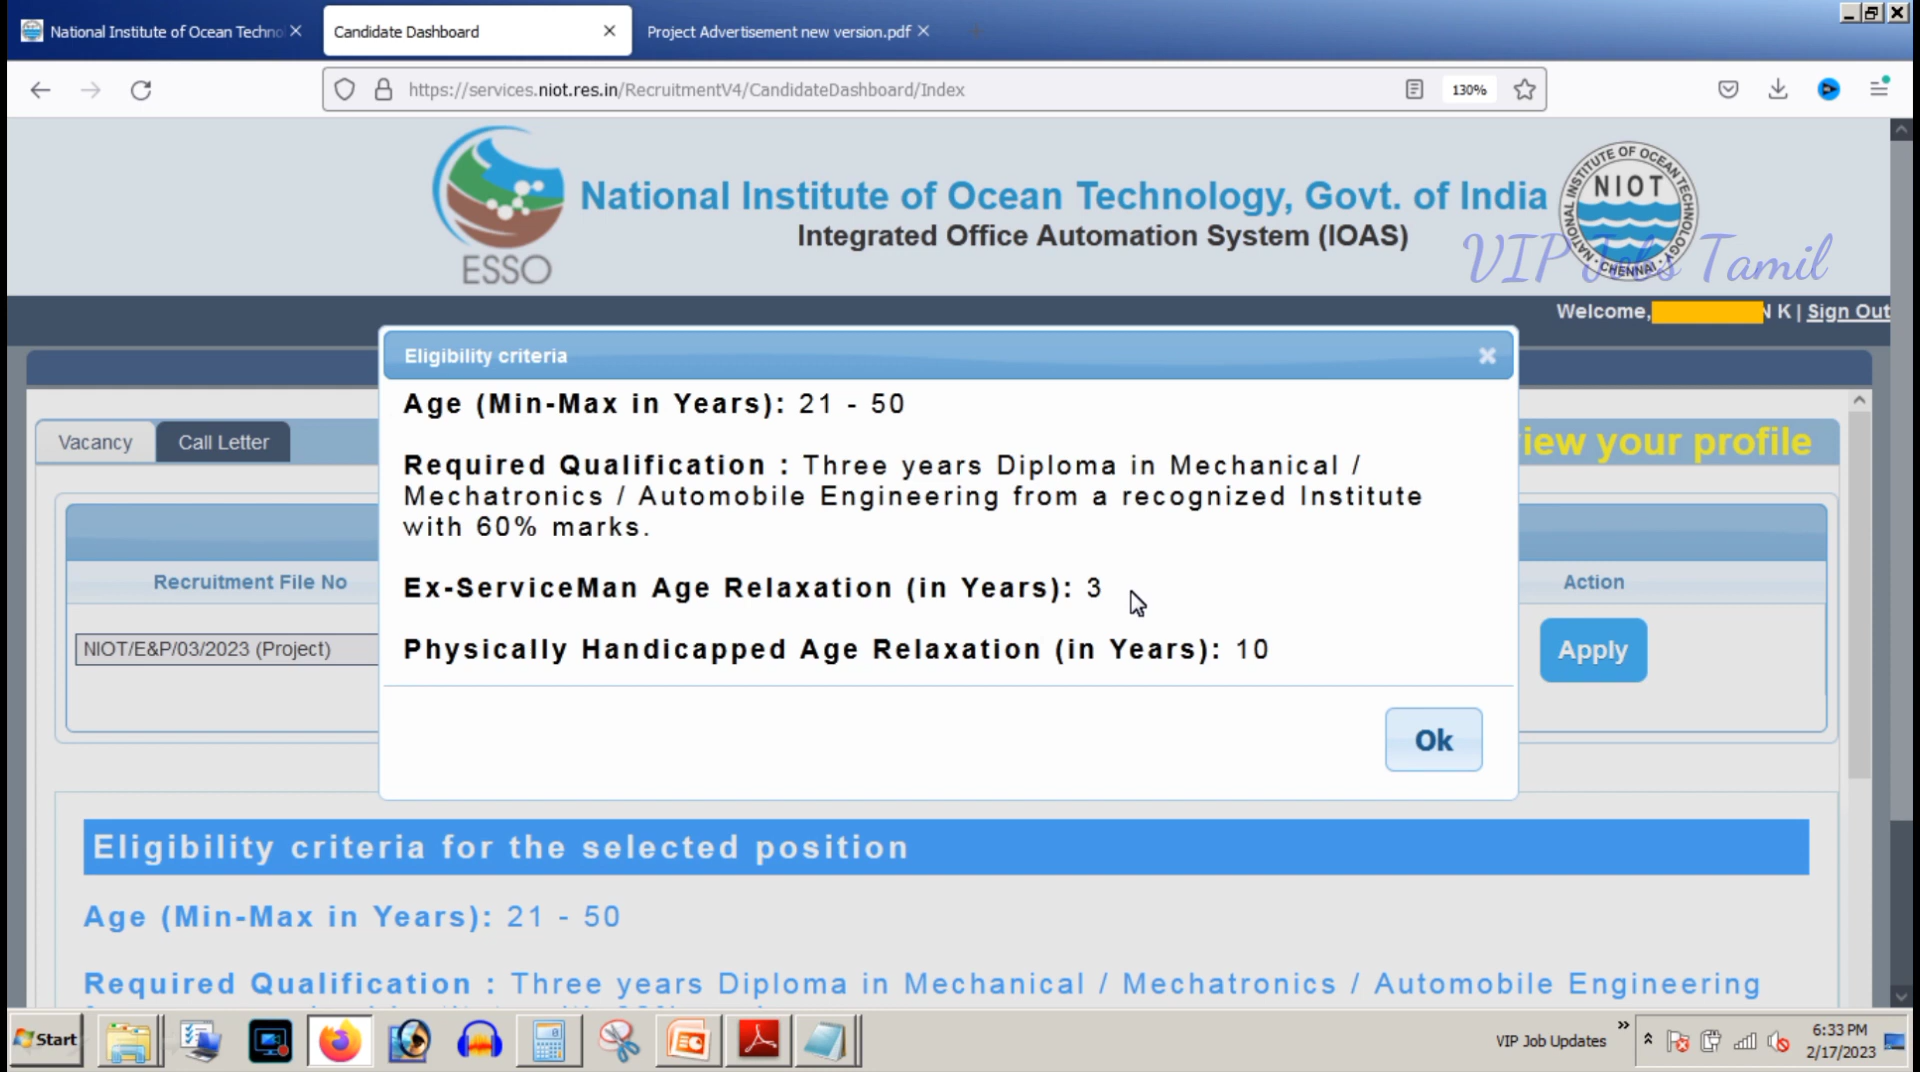 National Institute of Ocean Techno
Candidate Dashboard
Project Advertisement new version.pdf
https://services.niot.res.in/RecruitmentV4/CandidateDashboard/Index
130%
ESSO
National Institute of Ocean Technology, Govt. of India
Integrated Office Automation System (IOAS)
NATIONAL INSTITUTE OF OCEAN TECHNOLOGY
NIOT
CHENNAI
VIP Jobs Tamil
Welcome, N K | Sign Out
Eligibility criteria
Age (Min-Max in Years): 21 - 50
Required Qualification : Three years Diploma in Mechanical /
Mechatronics / Automobile Engineering from a recognized Institute
with 60% marks.
Ex-ServiceMan Age Relaxation (in Years): 3
Physically Handicapped Age Relaxation (in Years): 10
Ok
Vacancy
Call Letter
iew your profile
Recruitment File No
Action
NIOT/E&P/03/2023 (Project)
Apply
Eligibility criteria for the selected position
Age (Min-Max in Years): 21 - 50
Required Qualification : Three years Diploma in Mechanical / Mechatronics / Automobile Engineering
Start
VIP Job Updates
6:33 PM
2/17/2023